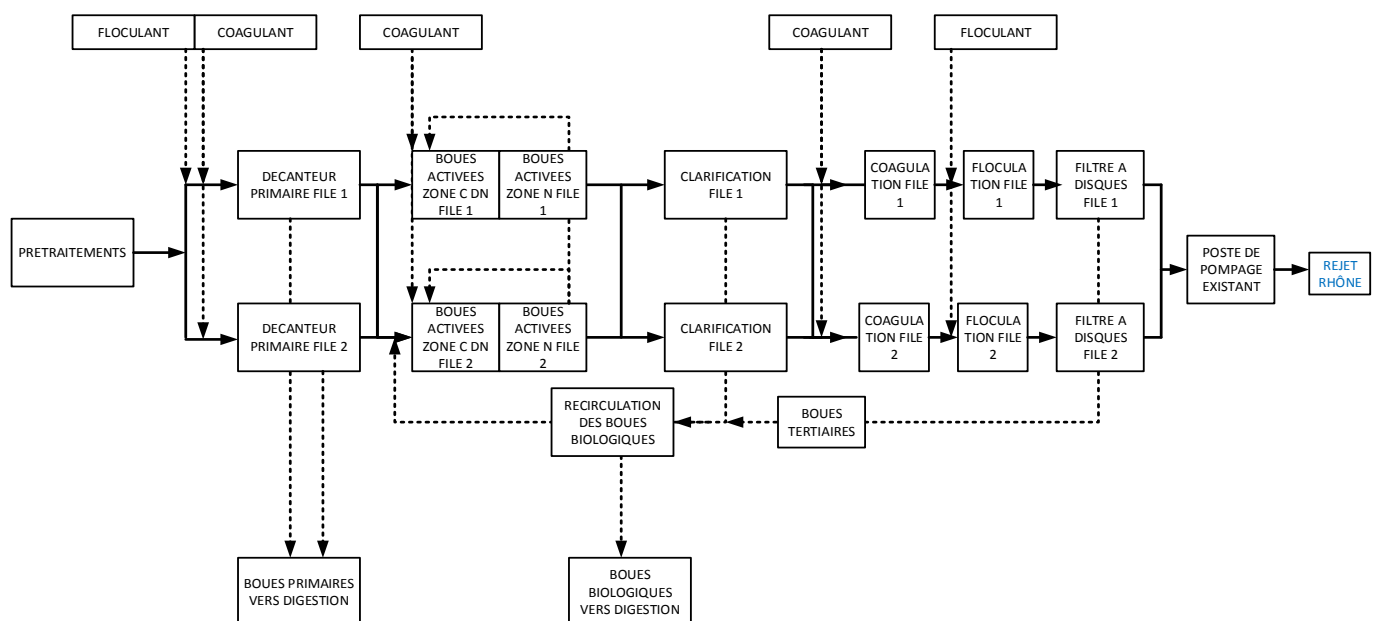 FLOCULANT
COAGULANT
COAGULANT
COAGULANT
FLOCULANT
PRETRAITEMENTS
DECANTEUR
PRIMAIRE FILE 1
BOUES
ACTIVEES
ZONE C DN
FILE 1
BOUES
ACTIVEES
ZONE N FILE
1
CLARIFICATION
FILE 1
COAGULA
TION FILE
1
FLOCULA
TION FILE
1
FILTRE A
DISQUES
FILE 1
POSTE DE
POMPAGE
EXISTANT
REJET
RHÔNE
DECANTEUR
PRIMAIRE FILE 2
BOUES
ACTIVEES
ZONE C DN
FILE 2
BOUES
ACTIVEES
ZONE N FILE
2
CLARIFICATION
FILE 2
COAGULA
TION FILE
2
FLOCULA
TION FILE
2
FILTRE A
DISQUES
FILE 2
RECIRCULATION
DES BOUES
BIOLOGIQUES
BOUES
TERTIAIRES
BOUES PRIMAIRES
VERS DIGESTION
BOUES
BIOLOGIQUES
VERS DIGESTION